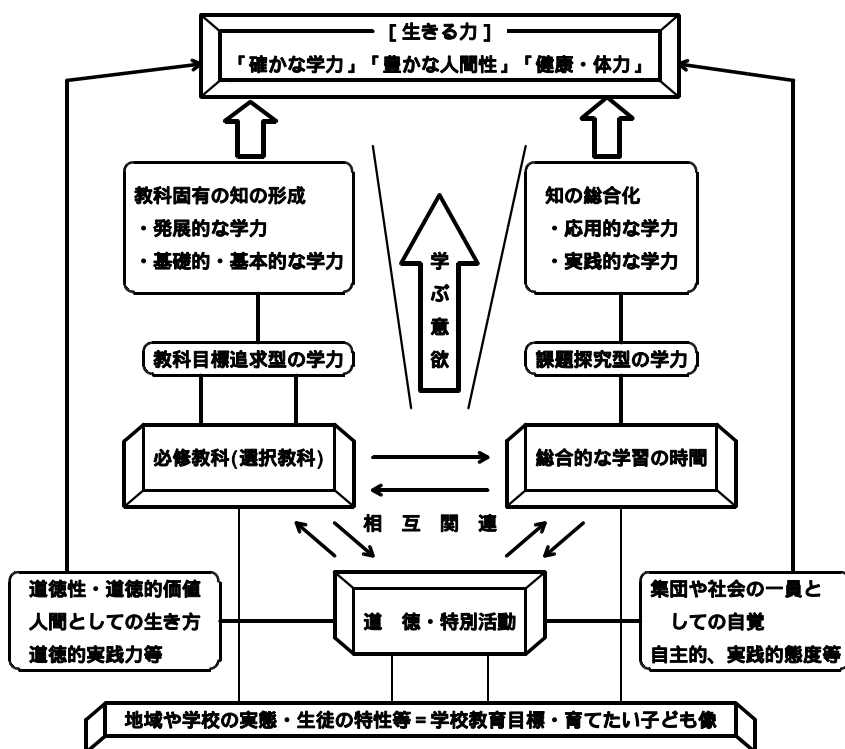 [ 生きる力 ]
「確かな学力」「豊かな人間性」「健康・体力」
教科固有の知の形成
・発展的な学力
・基礎的・基本的な学力
知の総合化
・応用的な学力
・実践的な学力
学ぶ意欲
教科目標追求型の学力
課題探究型の学力
必修教科(選択教科)
総合的な学習の時間
相 互 関 連
道徳性・道徳的価値
人間としての生き方
道徳的実践力等
道 徳・特別活動
集団や社会の一員と
しての自覚
自主的、実践的態度等
地域や学校の実態・生徒の特性等=学校教育目標・育てたい子ども像